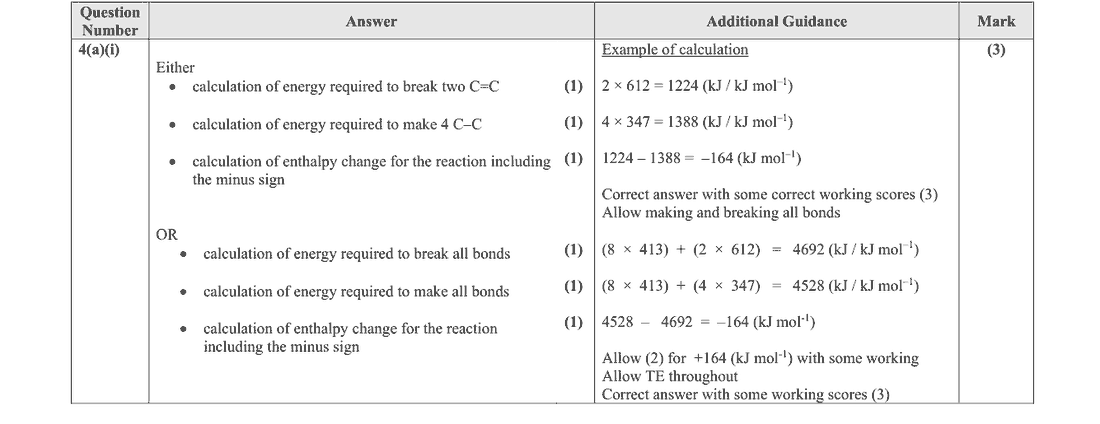 Question Number Answer Additional Guidance Mark
4(a)(i) Example of calculation (3)
Either
• calculation of energy required to break two C=C (1) 2 × 612 = 1224 (kJ / kJ mol⁻¹)
• calculation of energy required to make 4 C–C (1) 4 × 347 = 1388 (kJ / kJ mol⁻¹)
• calculation of enthalpy change for the reaction including (1) 1224 – 1388 = –164 (kJ mol⁻¹)
the minus sign
Correct answer with some correct working scores (3)
Allow making and breaking all bonds
OR
• calculation of energy required to break all bonds (1) (8 × 413) + (2 × 612) = 4692 (kJ / kJ mol⁻¹)
• calculation of energy required to make all bonds (1) (8 × 413) + (4 × 347) = 4528 (kJ / kJ mol⁻¹)
• calculation of enthalpy change for the reaction (1) 4528 – 4692 = –164 (kJ mol⁻¹)
including the minus sign
Allow (2) for +164 (kJ mol⁻¹) with some working
Allow TE throughout
Correct answer with some working scores (3)